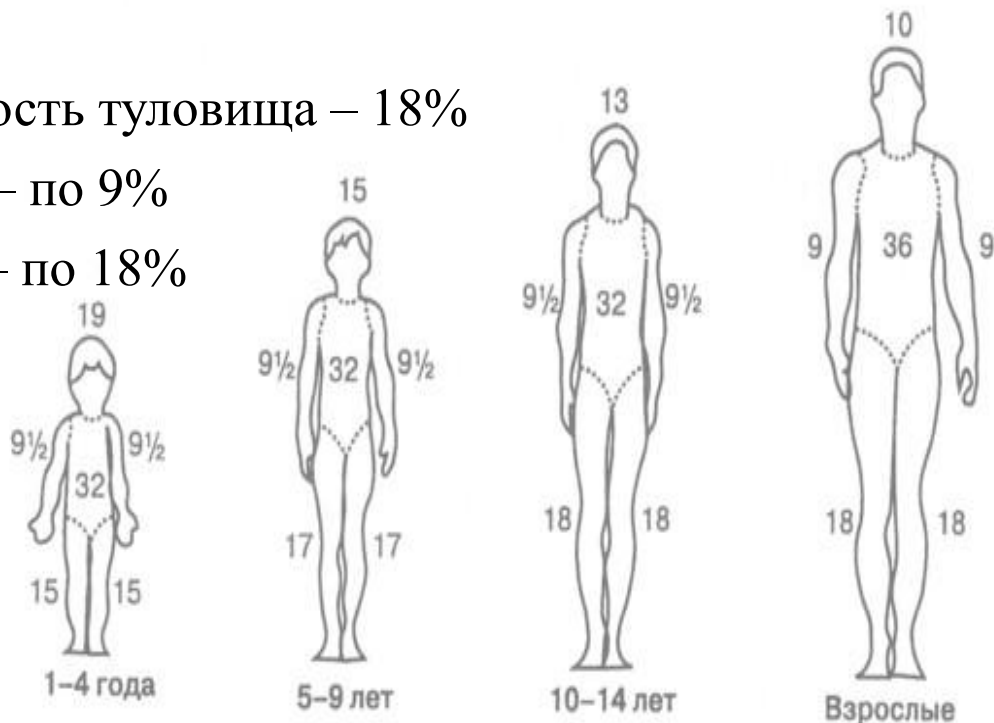 ость туловища – 18%
– по 9%
– по 18%
19
9½ 9½
32
15 15
1–4 года
15
9½ 32 9½
17 17
5–9 лет
13
9½ 32 9½
18 18
10–14 лет
10
9 36 9
18 18
Взрослые